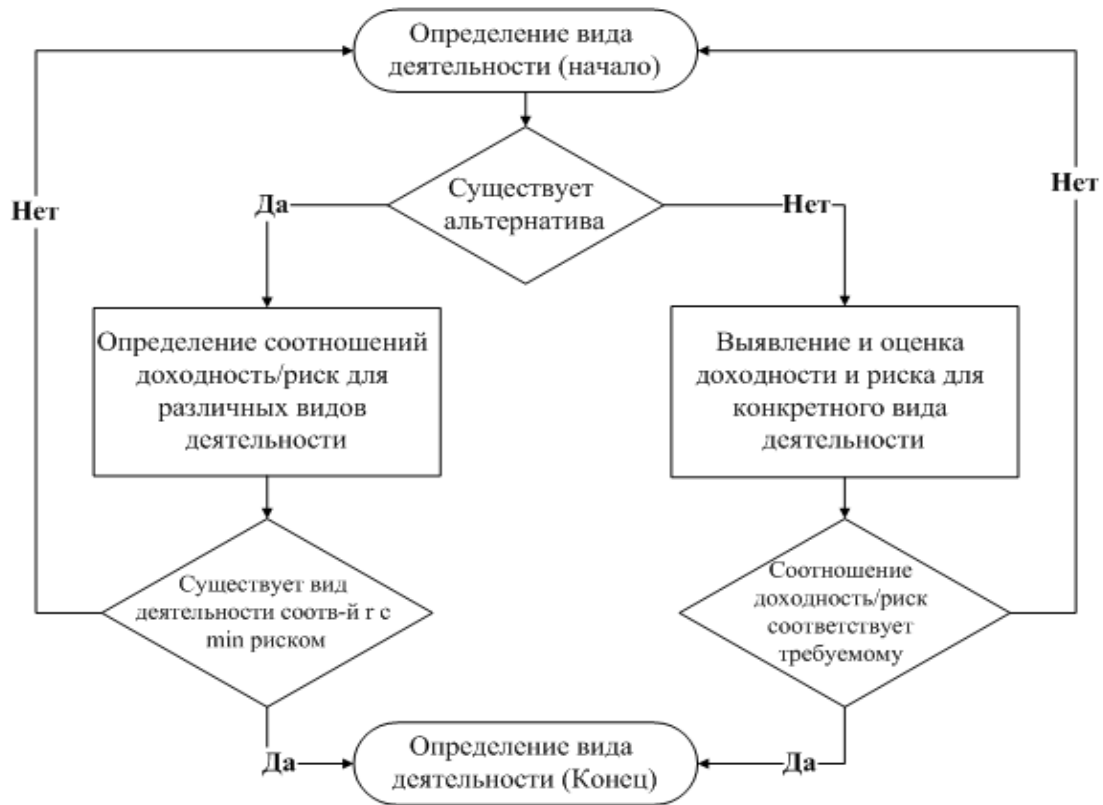 Определение вида
деятельности (начало)
Существует
альтернатива
Да
Нет
Нет
Нет
Определение соотношений
доходность/риск для
различных видов
деятельности
Выявление и оценка
доходности и риска для
конкретного вида
деятельности
Существует вид
деятельности соотв-й r с
min риском
Соотношение
доходность/риск
соответствует
требуемому
Да
Определение вида
деятельности (Конец)
Да